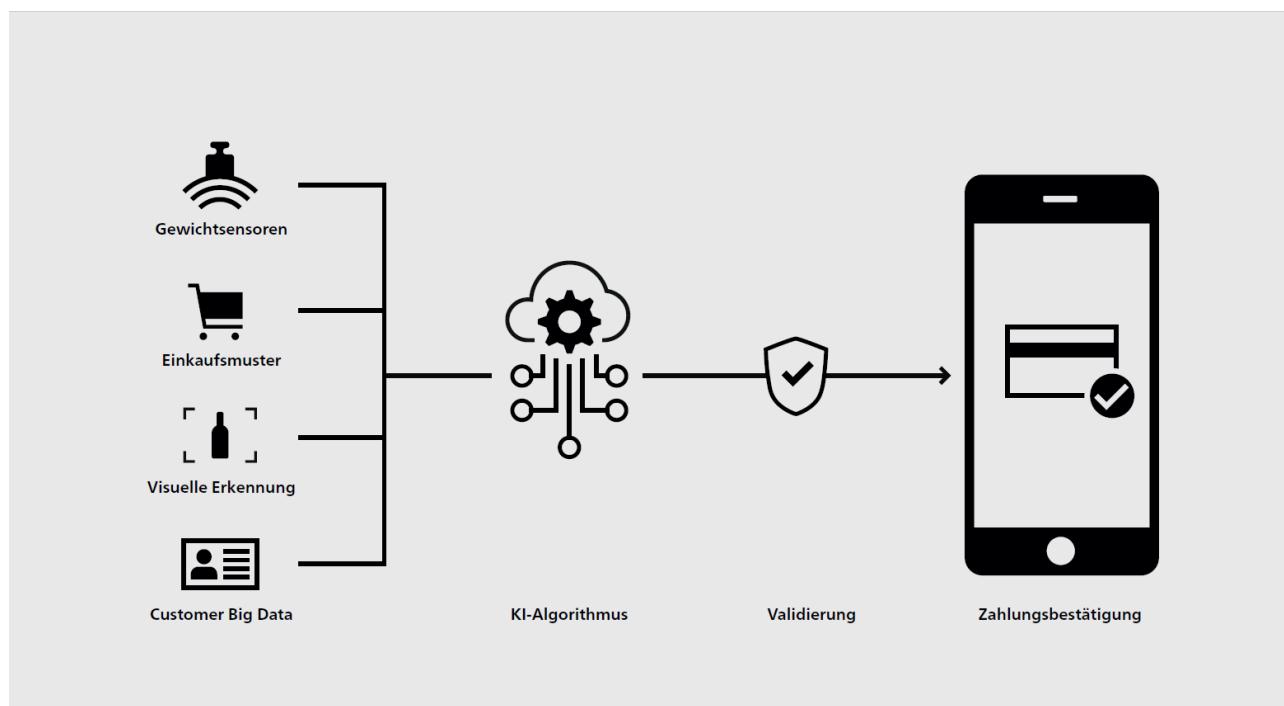 Gewichtsensoren
Einkaufsmuster
Visuelle Erkennung
Customer Big Data
KI-Algorithmus
Validierung
Zahlungsbestätigung